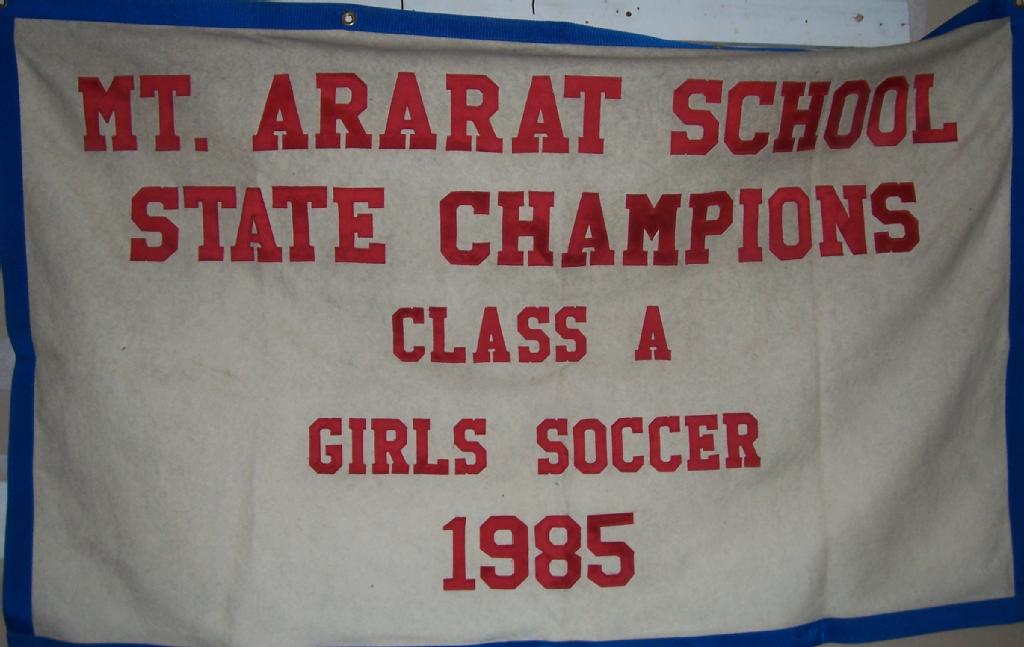 MT. ARARAT SCHOOL
STATE CHAMPIONS
CLASS A
GIRLS SOCCER
1985